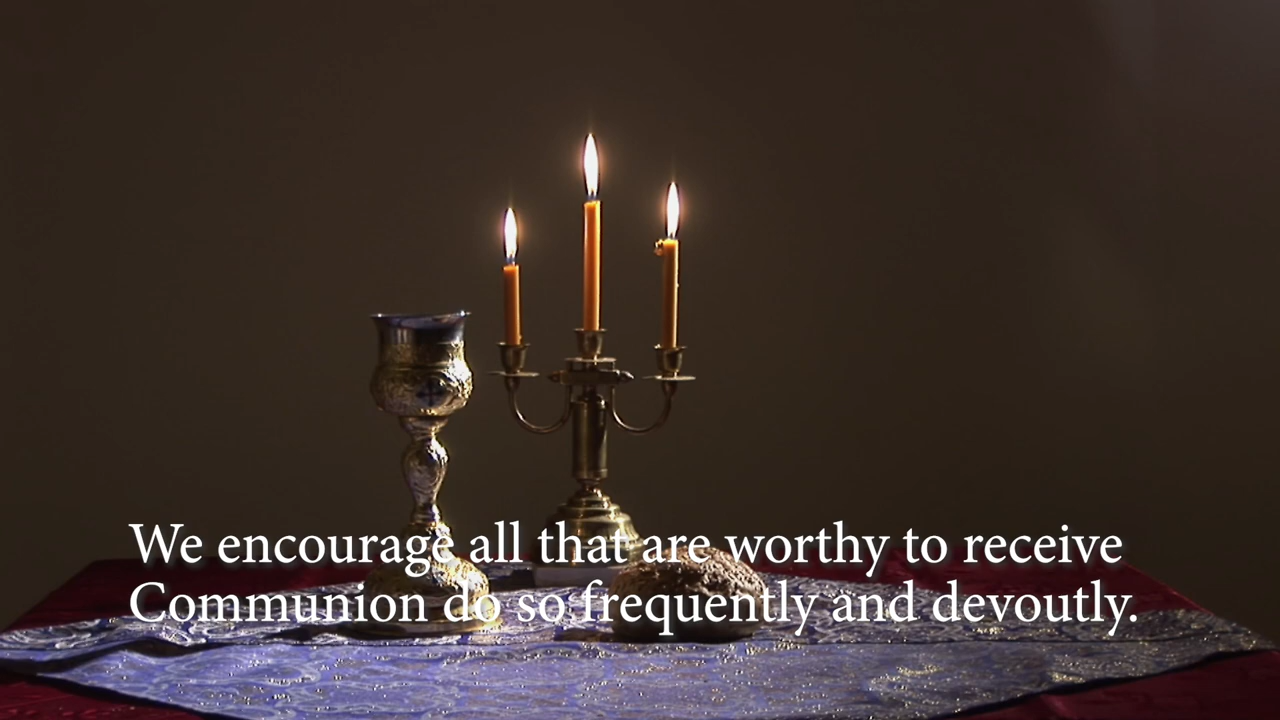 We encourage all that are worthy to receive
Communion do so frequently and devoutly.